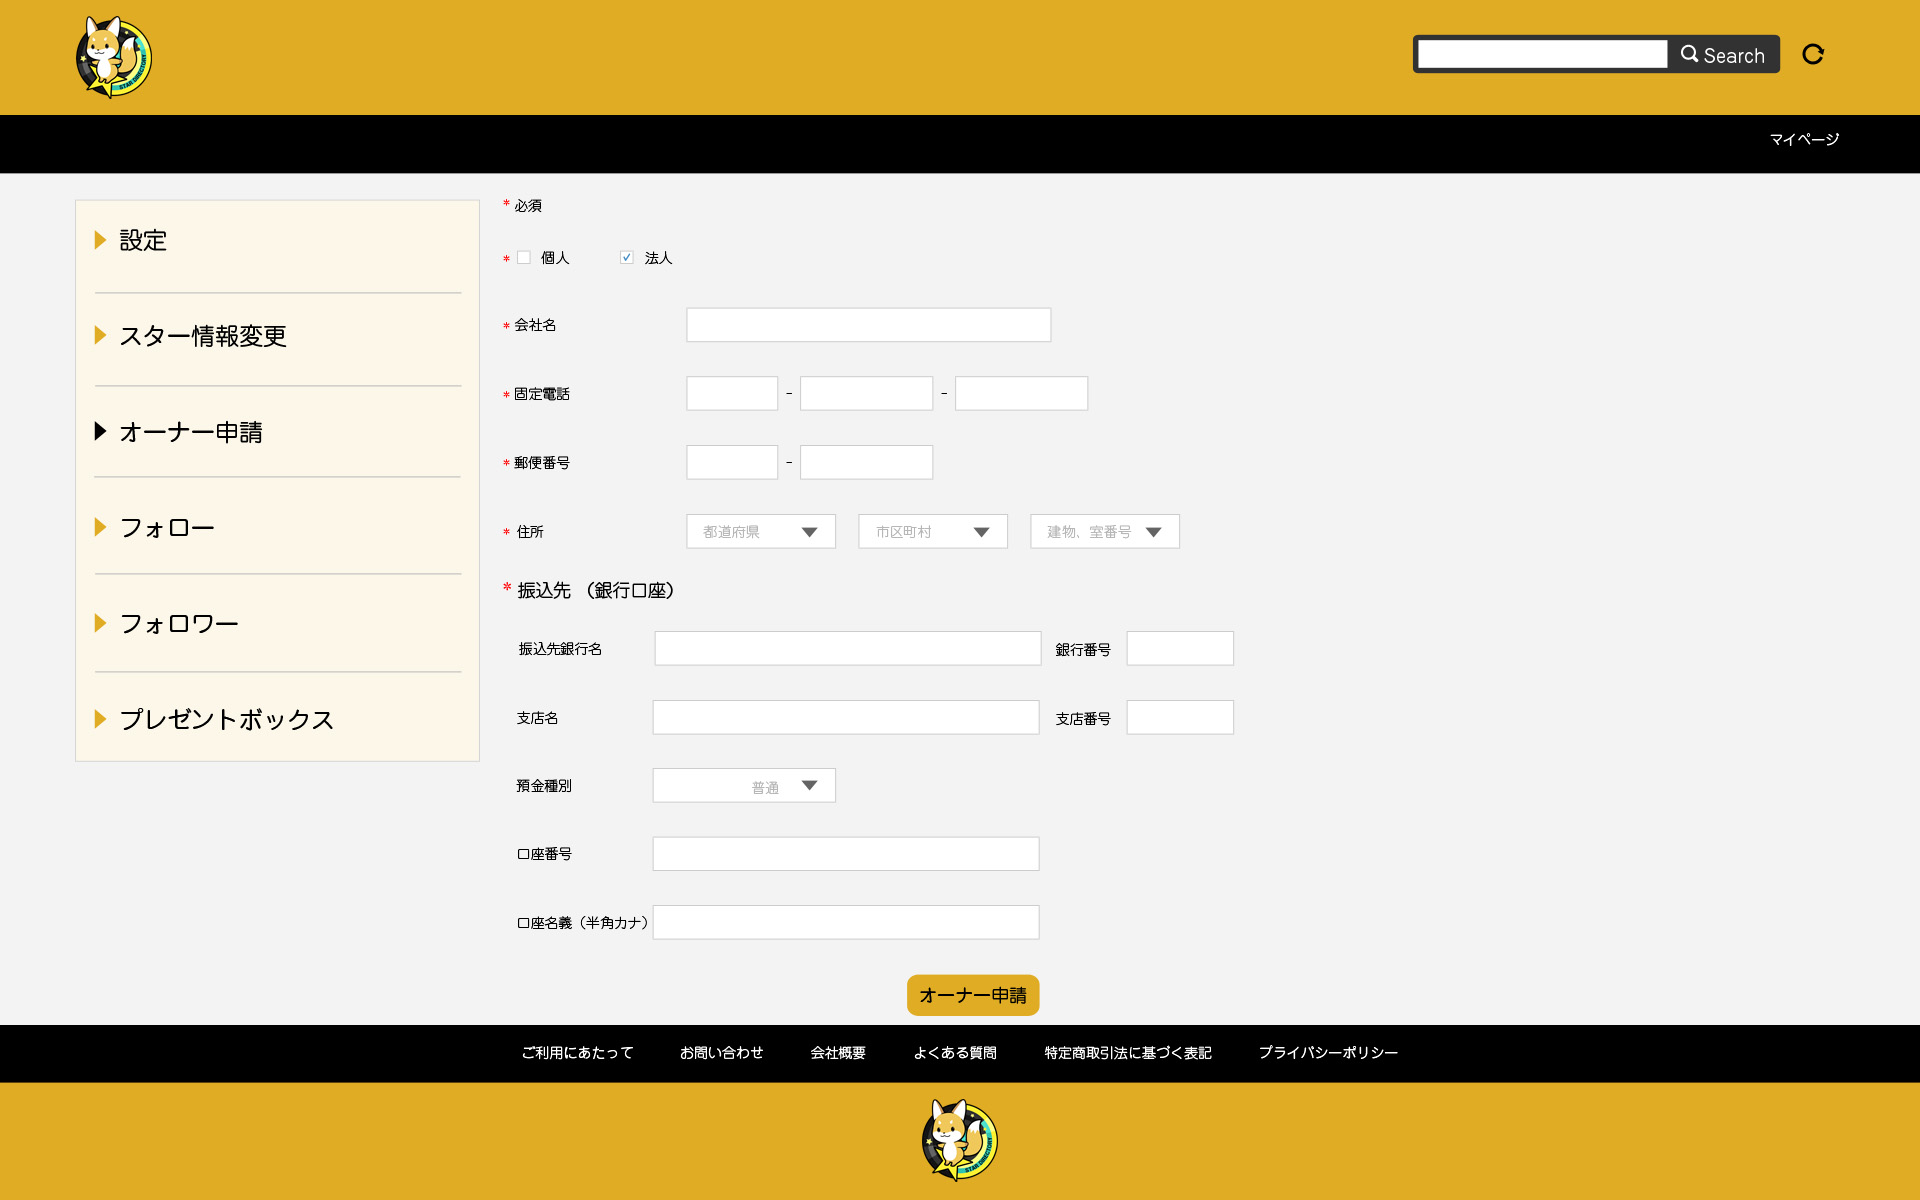 STAR DIRECTORY
Search
マイページ
設定
スター情報変更
オーナー申請
フォロー
フォロワー
プレゼントボックス
* 必須
* 個人 法人
* 会社名
* 固定電話 - -
* 郵便番号 -
* 住所 都道府県 市区町村 建物、室番号
* 振込先 （銀行口座）
振込先銀行名 銀行番号
支店名 支店番号
預金種別 普通
口座番号
口座名義（半角カナ）
オーナー申請
ご利用にあたって お問い合わせ 会社概要 よくある質問 特定商取引法に基づく表記 プライバシーポリシー
STAR DIRECTORY